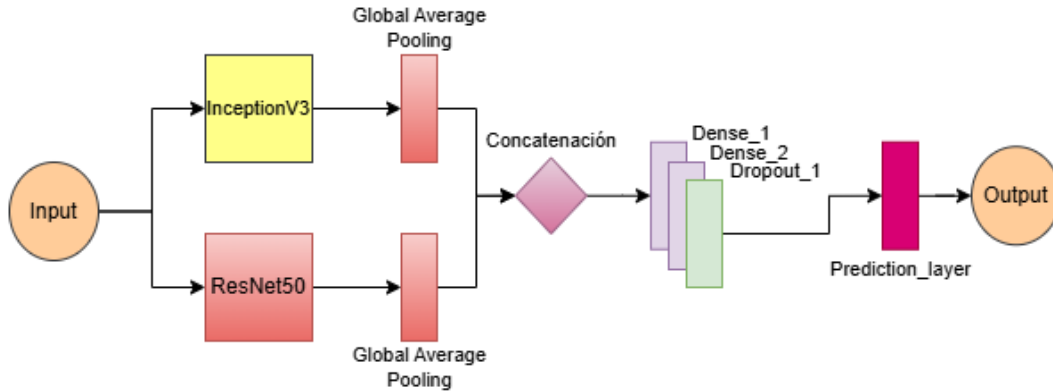 Global Average
Pooling
InceptionV3
Concatenación
Dense_1
Dense_2
Dropout_1
Input
Output
ResNet50
Prediction_layer
Global Average
Pooling